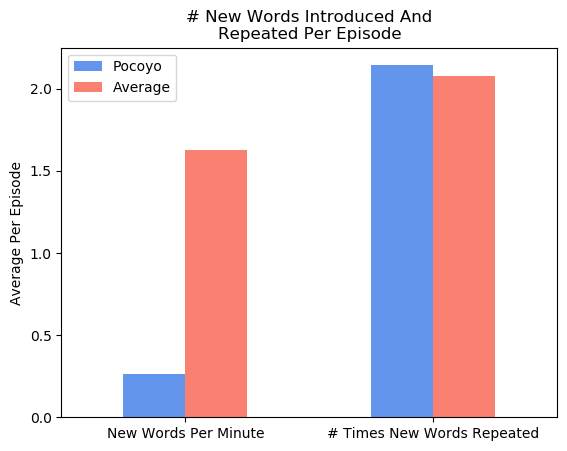 # New Words Introduced And
Repeated Per Episode
Pocoyo
Average
Average Per Episode
2.0
1.5
1.0
0.5
0.0
New Words Per Minute
# Times New Words Repeated